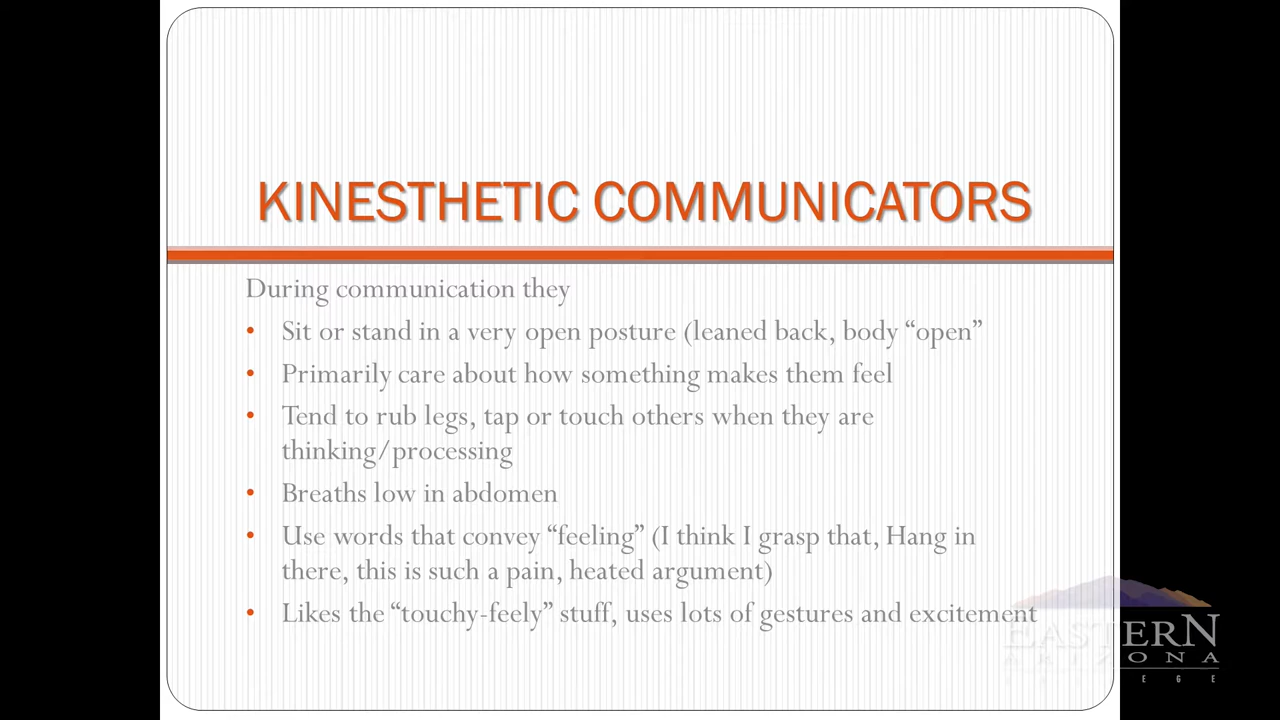 KINESTHETIC COMMUNICATORS
During communication they
• Sit or stand in a very open posture (leaned back, body “open”
• Primarily care about how something makes them feel
• Tend to rub legs, tap or touch others when they are
thinking/processing
• Breaths low in abdomen
• Use words that convey “feeling” (I think I grasp that, Hang in
there, this is such a pain, heated argument)
• Likes the “touchy-feely” stuff, uses lots of gestures and excitement
EASTERN
ARIZONA